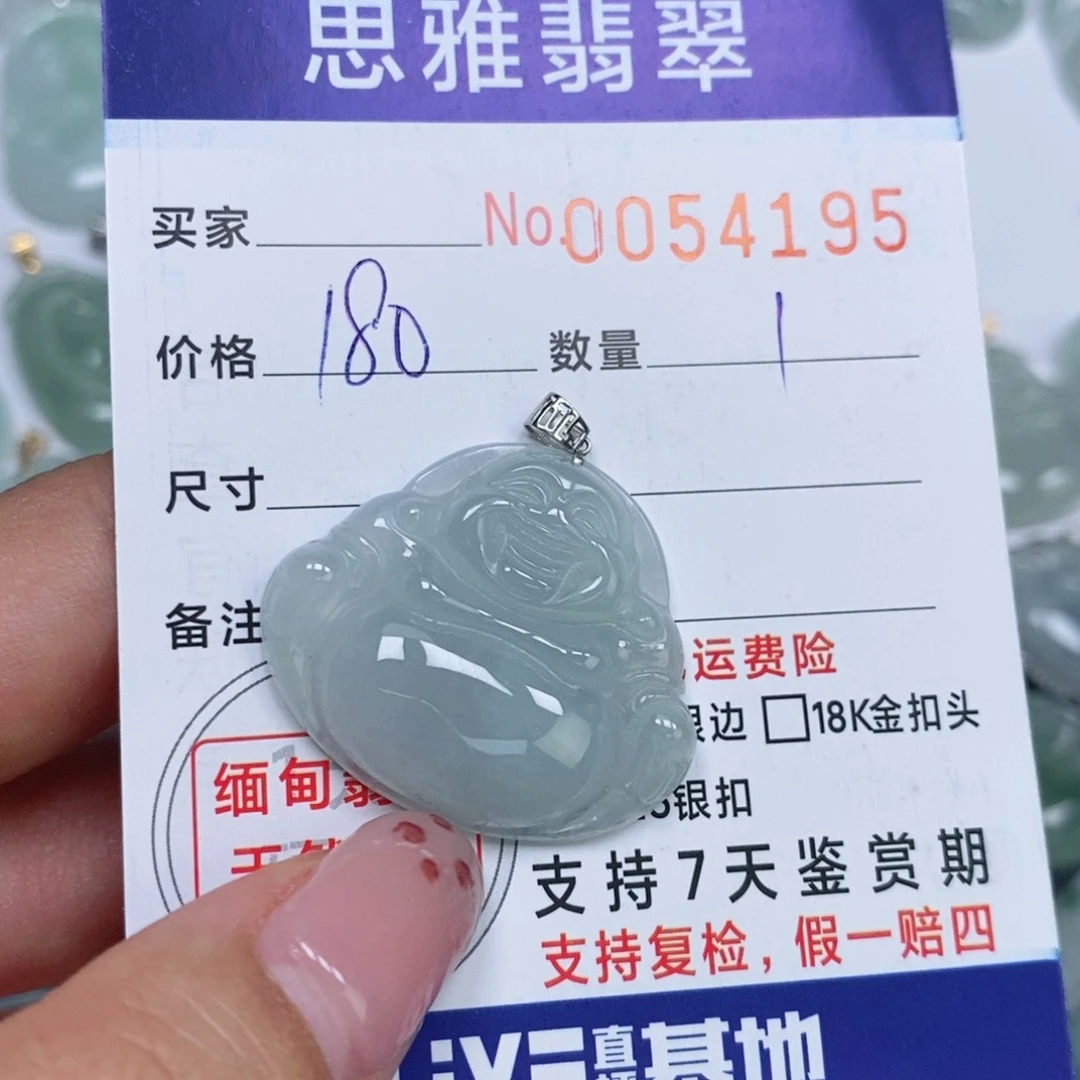 思雅翡翠
买家 No.0054195
价格 180 数量 1
尺寸
备注
运费险
银边 □18K金扣头
银扣
缅甸翡
支持7天鉴赏期
支持复检，假一赔四
基地